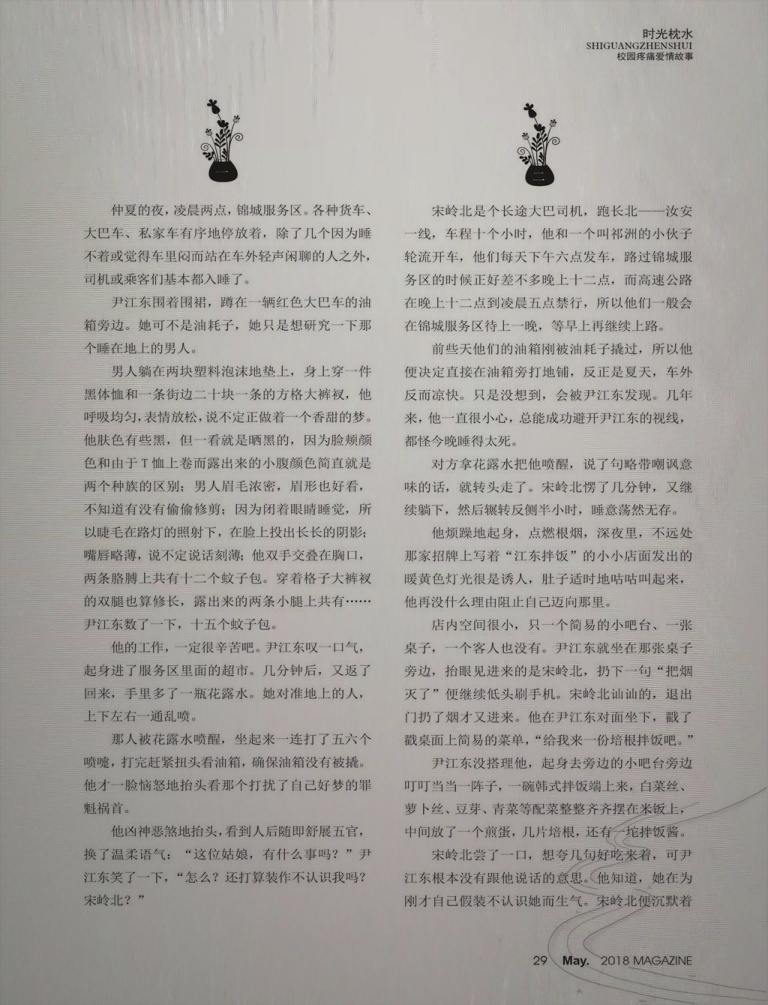 时光枕水
SHIGUANGZHENSHUI
校园疼痛爱情故事
一
仲夏的夜，凌晨两点，锦城服务区。各种货车、
大巴车、私家车有序地停放着，除了几个因为睡
不着或觉得车里闷而站在车外轻声闲聊的人之外，
司机或乘客们基本都入睡了。
尹江东围着围裙，蹲在一辆红色大巴车的油
箱旁边。她可不是油耗子，她只是想研究一下那
个睡在地上的男人。
男人躺在两块塑料泡沫地垫上，身上穿一件
黑体恤和一条街边二十块一条的方格大裤衩，他
呼吸均匀，表情放松，说不定正做着一个香甜的梦。
他肤色有些黑，但一看就是晒黑的，因为脸颊颜
色和由于 T 恤上卷而露出来的小腹颜色简直就是
两个种族的区别；男人眉毛浓密，眉形也好看，
不知道有没有偷偷修剪；因为闭着眼睛睡觉，所
以睫毛在路灯的照射下，在脸上投出长长的阴影；
嘴唇略薄，说不定说话刻薄；他双手交叠在胸口，
两条胳膊上共有十二个蚊子包。穿着格子大裤衩
的双腿也算修长，露出来的两条小腿上共有……
尹江东数了一下，十五个蚊子包。
他的工作，一定很辛苦吧。尹江东叹一口气，
起身进了服务区里面的超市。几分钟后，又返了
回来，手里多了一瓶花露水。她对准地上的人，
上下左右一通乱喷。
那人被花露水喷醒，坐起来一连打了五六个
喷嚏，打完赶紧扭头看油箱，确保油箱没有被撬。
他才一脸恼怒地抬头看那个打扰了自己好梦的罪
魁祸首。
他凶神恶煞地抬头，看到人后随即舒展五官，
换了温柔语气：“这位姑娘，有什么事吗？”尹
江东笑了一下，“怎么？还打算装作不认识我吗？
宋岭北？”
二
宋岭北是个长途大巴司机，跑长北——汝安
一线，车程十个小时，他和一个叫祁洲的小伙子
轮流开车，他们每天下午六点发车，路过锦城服
务区的时候正好差不多晚上十二点，而高速公路
在晚上十二点到凌晨五点禁行，所以他们一般会
在锦城服务区待上一晚，等早上再继续上路。
前些天他们的油箱刚被油耗子撬过，所以他
便决定直接在油箱旁打地铺，反正是夏天，车外
反而凉快。只是没想到，会被尹江东发现。几年
来，他一直很小心，总能成功避开尹江东的视线，
都怪今晚睡得太死。
对方拿花露水把他喷醒，说了句略带嘲讽意
味的话，就转头走了。宋岭北愣了几分钟，又继
续躺下，然后辗转反侧半小时，睡意荡然无存。
他烦躁地起身，点燃根烟，深夜里，不远处
那家招牌上写着“江东拌饭”的小小店面发出的
暖黄色灯光很是诱人，肚子适时地咕咕叫起来，
他再没什么理由阻止自己迈向那里。
店内空间很小，只一个简易的小吧台、一张
桌子，一个客人也没有。尹江东就坐在那张桌子
旁边，抬眼见进来的是宋岭北，扔下一句“把烟
灭了”便继续低头刷手机。宋岭北讪讪的，退出
门扔了烟才又进来。他在尹江东对面坐下，戳了
戳桌面上简易的菜单，“给我来一份培根拌饭吧。”
尹江东没搭理他，起身去旁边的小吧台旁边
叮叮当当一阵子，一碗韩式拌饭端上来，白菜丝、
萝卜丝、豆芽、青菜等配菜整整齐齐摆在米饭上，
中间放了一个煎蛋，几片培根，还有一坨拌饭酱。
宋岭北尝了一口，想夸几句好吃来着，可尹
江东根本没有跟他说话的意思。他知道，她在为
刚才自己假装不认识她而生气。宋岭北便沉默着
29 May. 2018 MAGAZINE